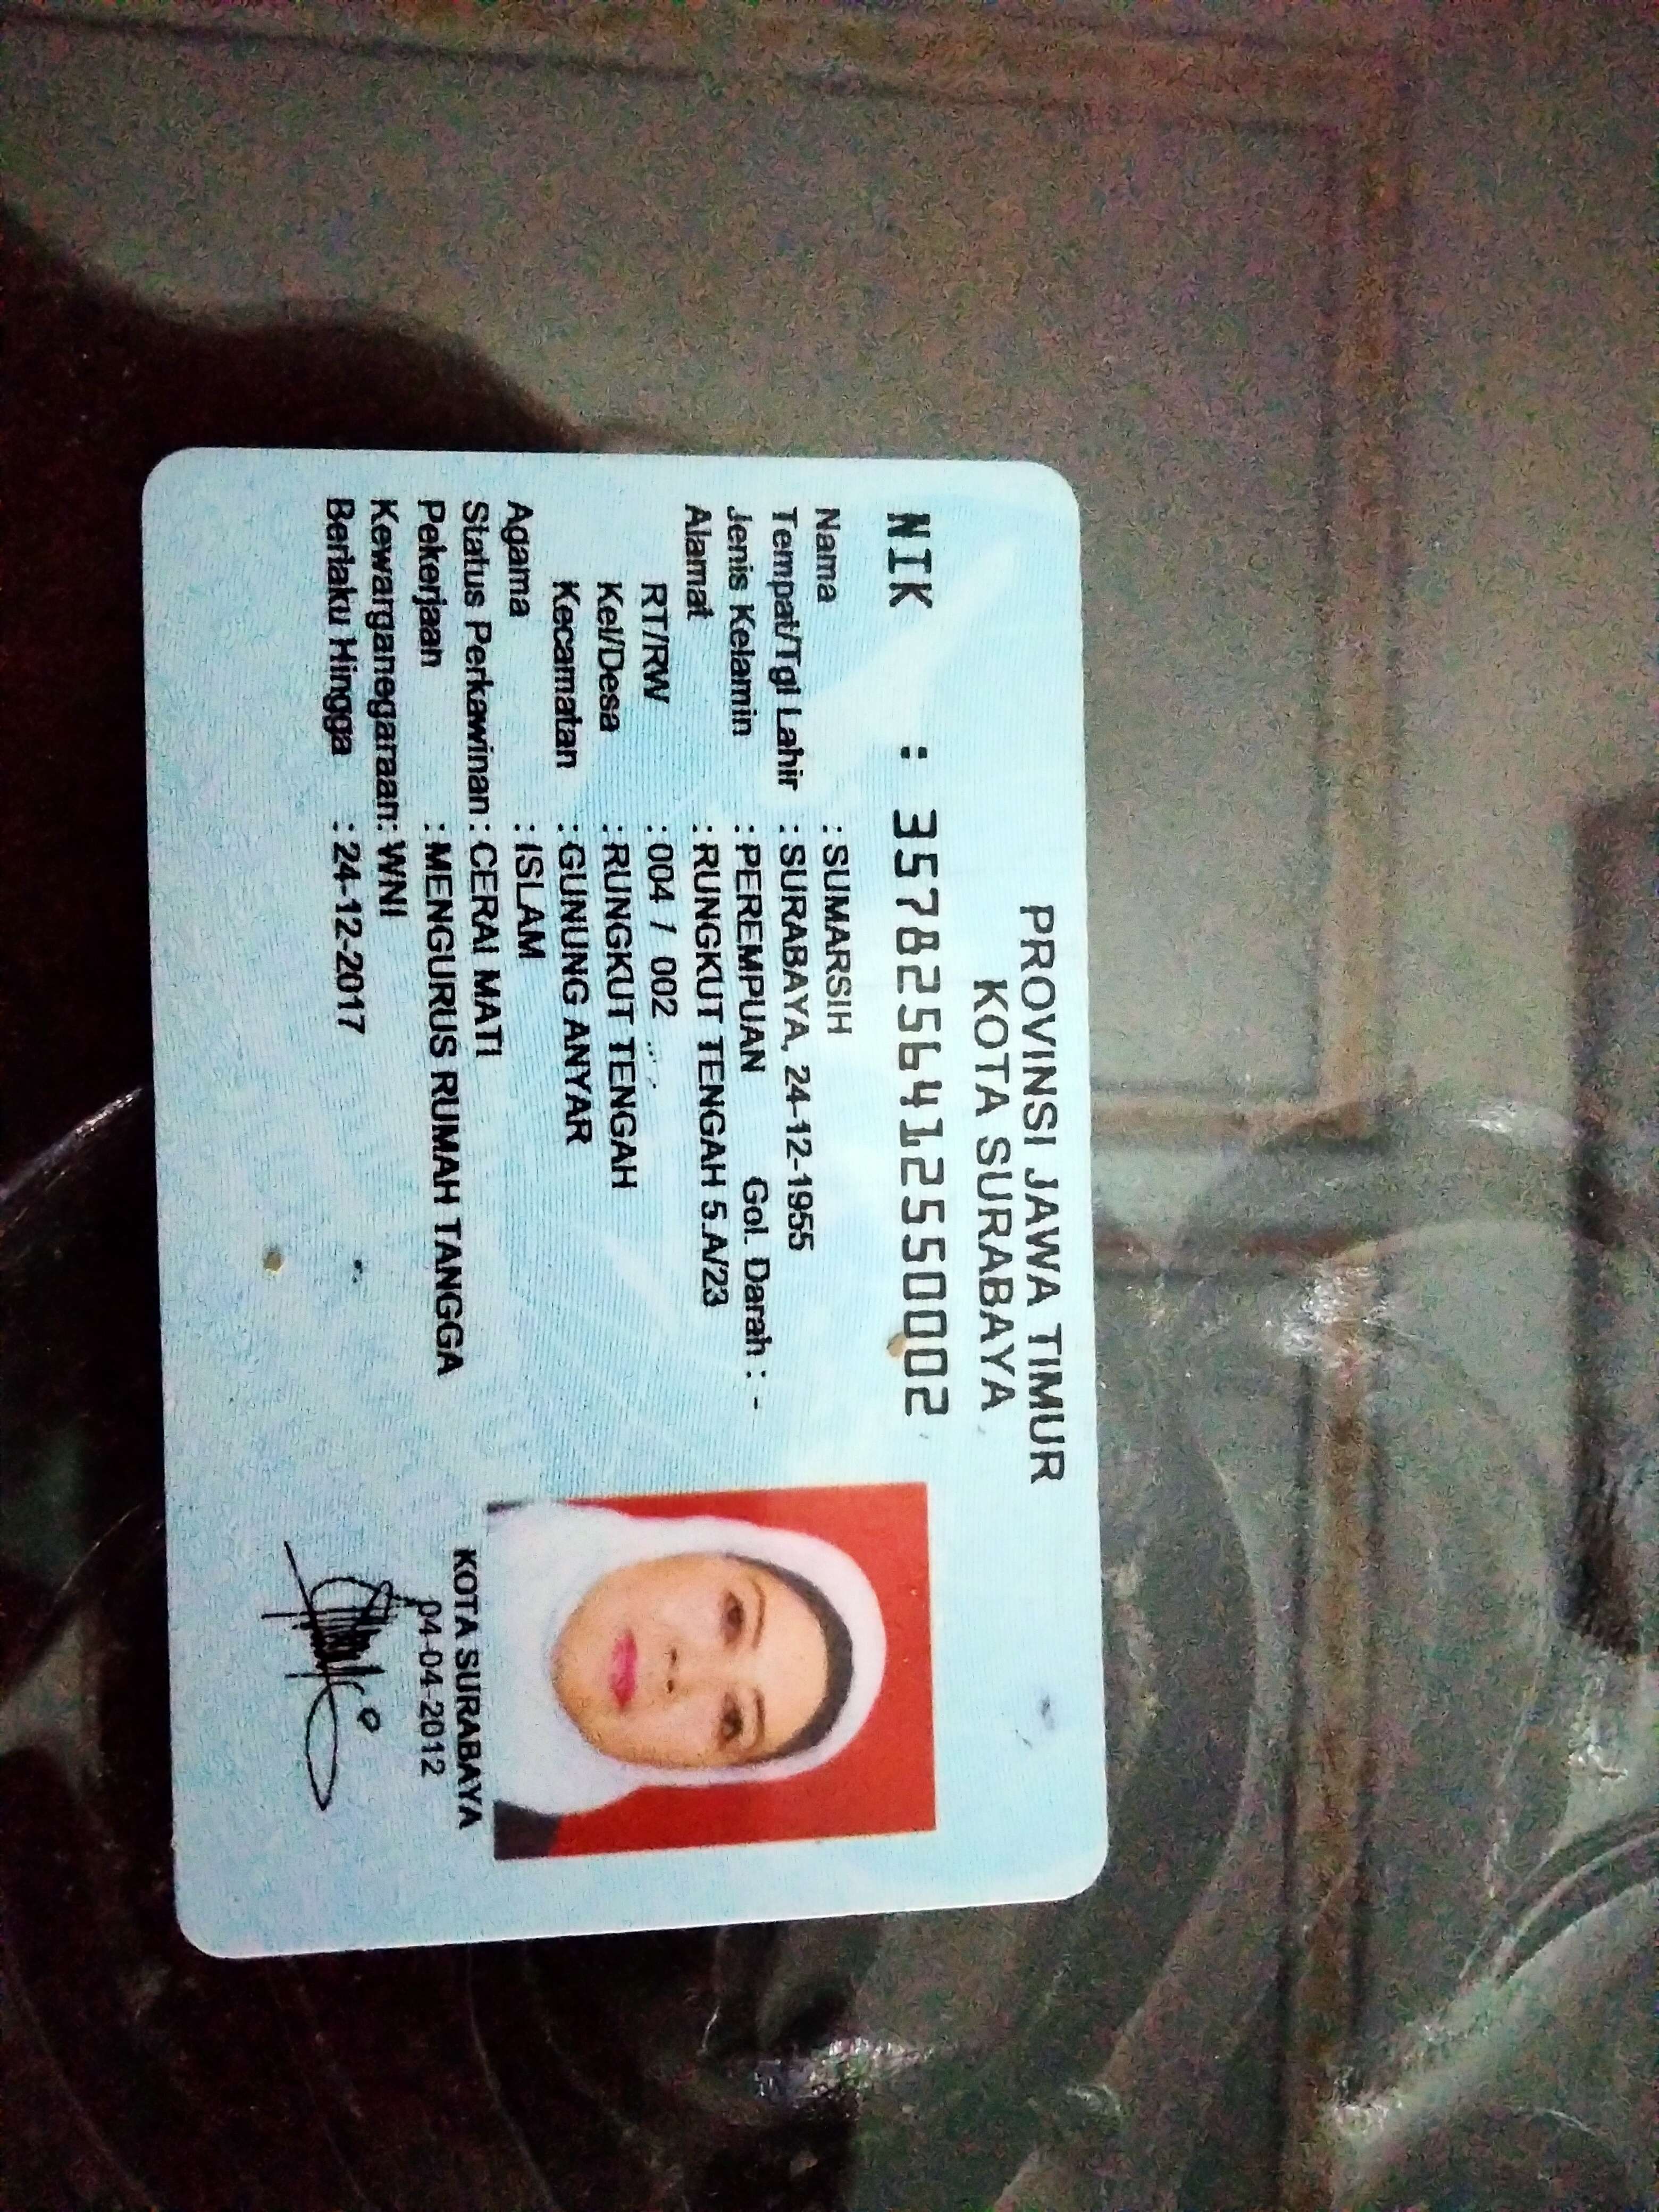 PROVINSI JAWA TIMUR
KOTA SURABAYA
NIK : 3578256412550002
Nama : SUMARSIH
Tempat/Tgl Lahir : SURABAYA, 24-12-1955
Jenis Kelamin : PEREMPUAN Gol. Darah : -
Alamat : RUNGKUT TENGAH 5.A/23
RT/RW : 004 / 002
Kel/Desa : RUNGKUT TENGAH
Kecamatan : GUNUNG ANYAR
Agama : ISLAM
Status Perkawinan : CERAI MATI
Pekerjaan : MENGURUS RUMAH TANGGA
Kewarganegaraan: WNI
Berlaku Hingga : 24-12-2017
KOTA SURABAYA
04-04-2012